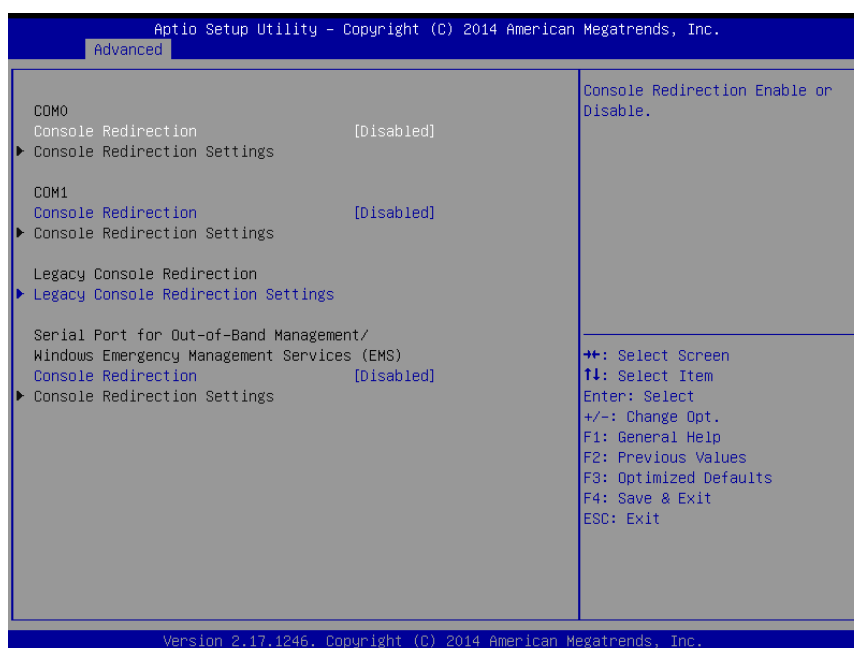 Aptio Setup Utility – Copyright (C) 2014 American Megatrends, Inc.
Advanced
COM0
Console Redirection [Disabled]
▶ Console Redirection Settings
COM1
Console Redirection [Disabled]
▶ Console Redirection Settings
Legacy Console Redirection
▶ Legacy Console Redirection Settings
Serial Port for Out-of-Band Management/
Windows Emergency Management Services (EMS)
Console Redirection [Disabled]
▶ Console Redirection Settings
Console Redirection Enable or
Disable.
→←: Select Screen
↑↓: Select Item
Enter: Select
+/-: Change Opt.
F1: General Help
F2: Previous Values
F3: Optimized Defaults
F4: Save & Exit
ESC: Exit
Version 2.17.1246. Copyright (C) 2014 American Megatrends, Inc.